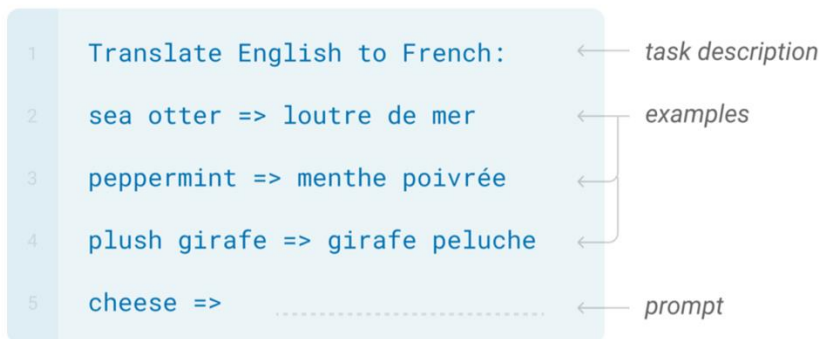 1 Translate English to French: task description
2 sea otter => loutre de mer examples
3 peppermint => menthe poivrée
4 plush girafe => girafe peluche
5 cheese => prompt